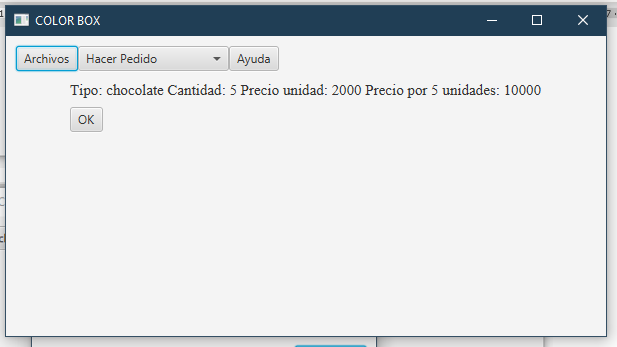 COLOR BOX
Archivos Hacer Pedido Ayuda
Tipo: chocolate Cantidad: 5 Precio unidad: 2000 Precio por 5 unidades: 10000
OK